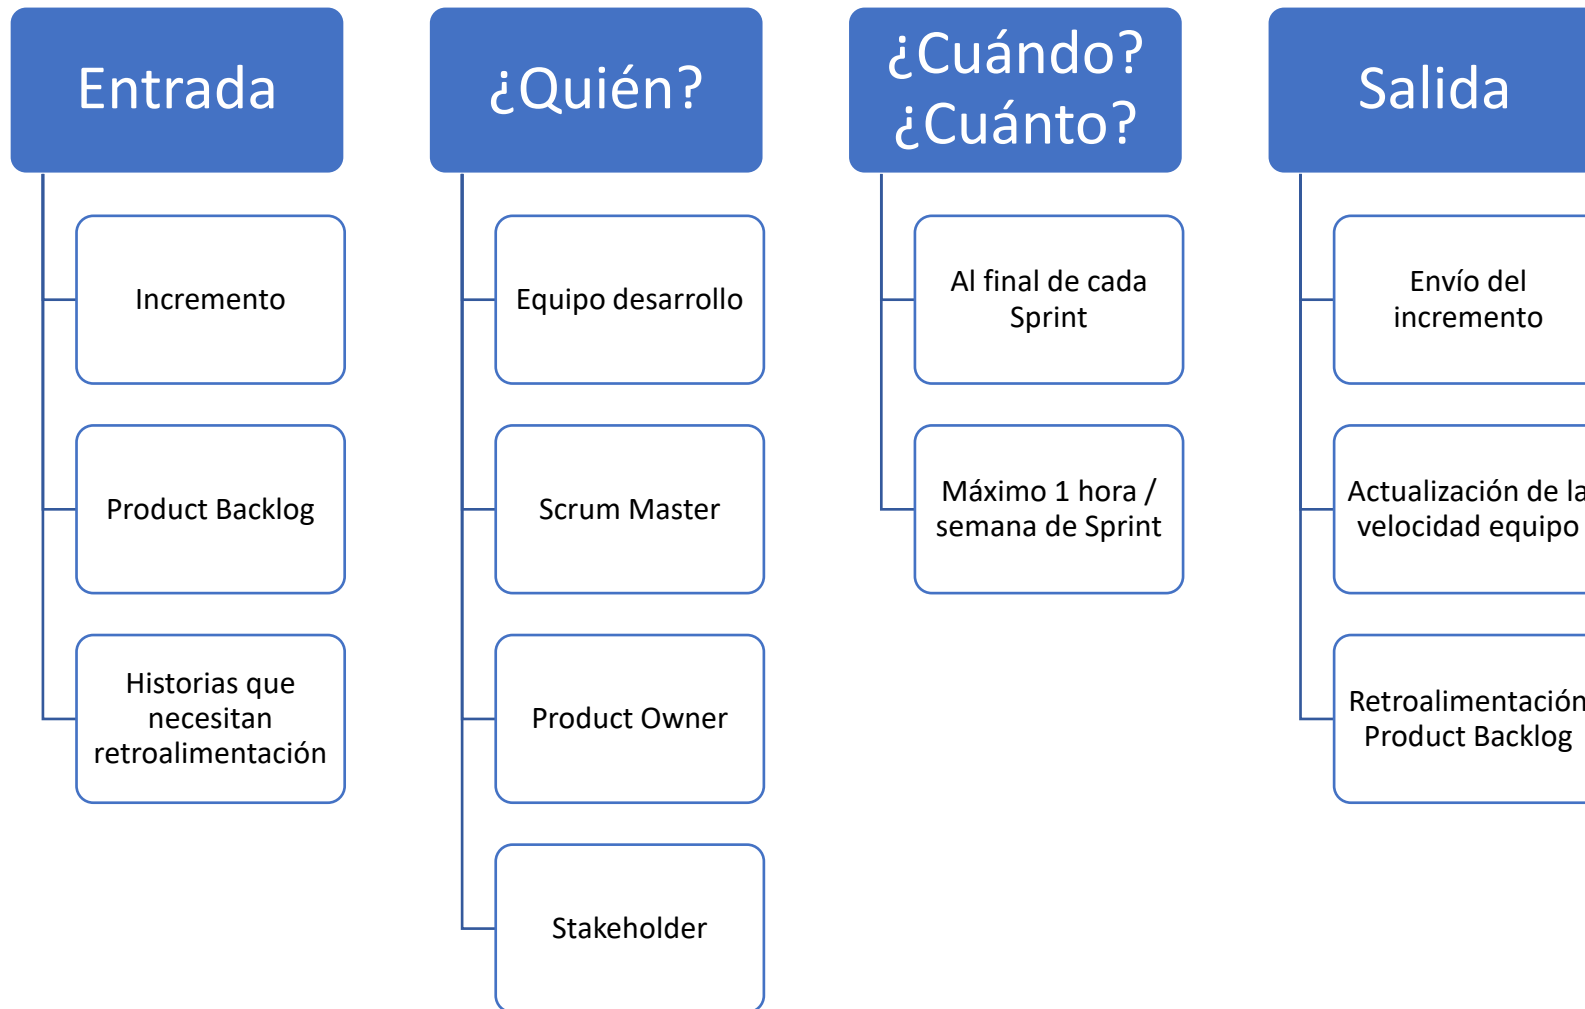 Entrada
Incremento
Product Backlog
Historias que
necesitan
retroalimentación
¿Quién?
Equipo desarrollo
Scrum Master
Product Owner
Stakeholder
¿Cuándo?
¿Cuánto?
Al final de cada
Sprint
Máximo 1 hora /
semana de Sprint
Salida
Envío del
incremento
Actualización de la
velocidad equipo
Retroalimentación
Product Backlog